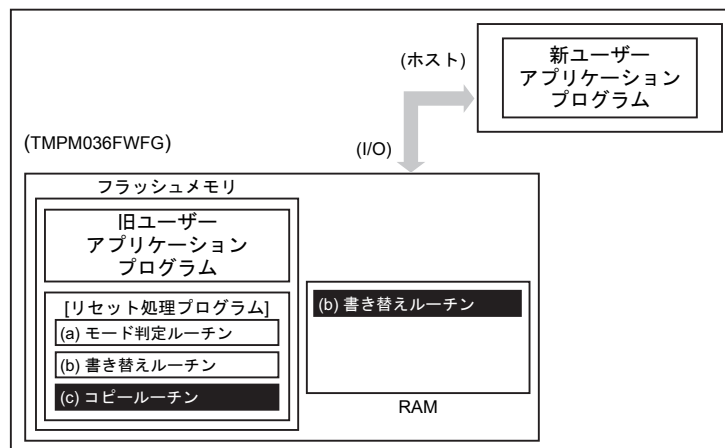 (ホスト)
新ユーザー
アプリケーション
プログラム
(TMPM036FWFG)
(I/O)
フラッシュメモリ
旧ユーザー
アプリケーション
プログラム
[リセット処理プログラム]
(a) モード判定ルーチン
(b) 書き替えルーチン
(c) コピールーチン
(b) 書き替えルーチン
RAM